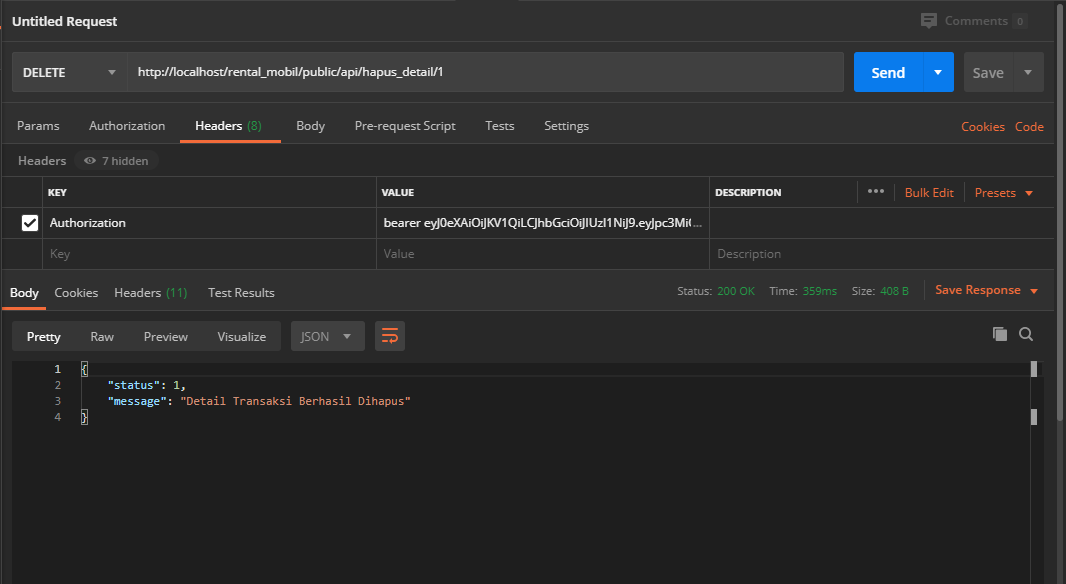 Untitled Request
Comments 0
DELETE http://localhost/rental_mobil/public/api/hapus_detail/1 Send Save
Params Authorization Headers (8) Body Pre-request Script Tests Settings Cookies Code
Headers 7 hidden
KEY VALUE DESCRIPTION ••• Bulk Edit Presets
Authorization bearer eyJ0eXAiOiJKV1QiLCJhbGciOiJIUzI1NiJ9.eyJpc3MiO...
Key Value Description
Body Cookies Headers (11) Test Results Status: 200 OK Time: 359ms Size: 408 B Save Response
Pretty Raw Preview Visualize JSON
1 {
2 "status": 1,
3 "message": "Detail Transaksi Berhasil Dihapus"
4 }